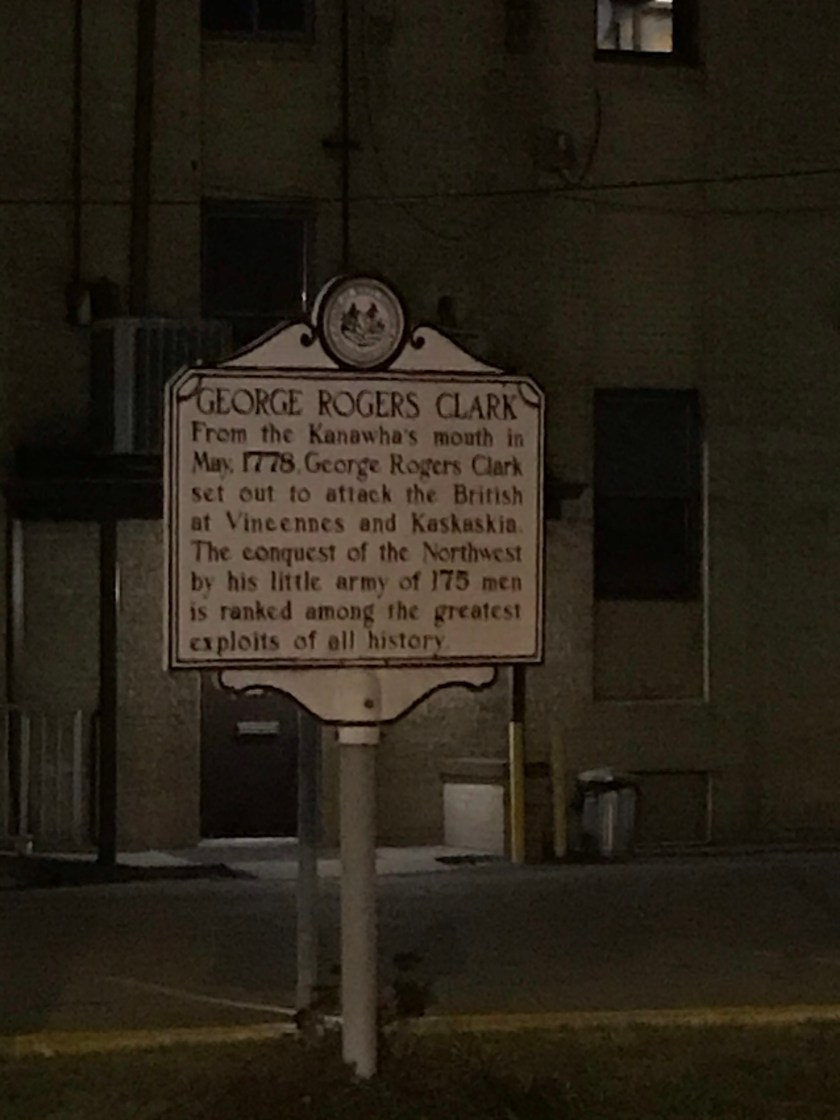 GEORGE ROGERS CLARK
From the Kanawha's mouth in
May, 1778, George Rogers Clark
set out to attack the British
at Vincennes and Kaskaskia.
The conquest of the Northwest
by his little army of 175 men
is ranked among the greatest
exploits of all history.